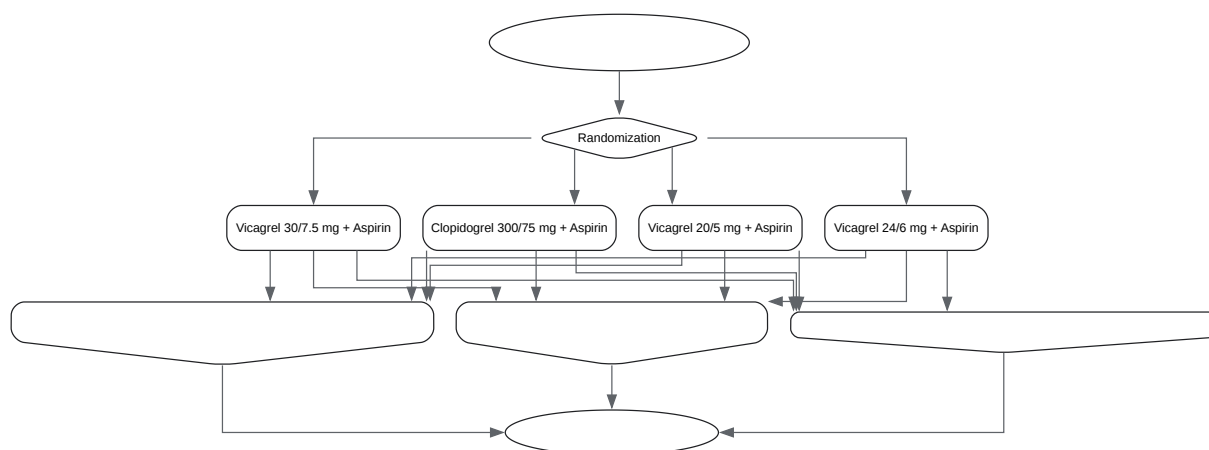 Randomization
Vicagrel 30/7.5 mg + Aspirin
Clopidogrel 300/75 mg + Aspirin
Vicagrel 20/5 mg + Aspirin
Vicagrel 24/6 mg + Aspirin